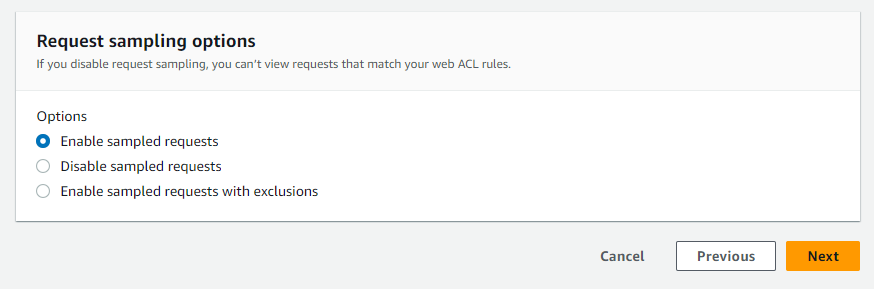 Request sampling options
If you disable request sampling, you can't view requests that match your web ACL rules.
Options
Enable sampled requests
Disable sampled requests
Enable sampled requests with exclusions
Cancel Previous Next